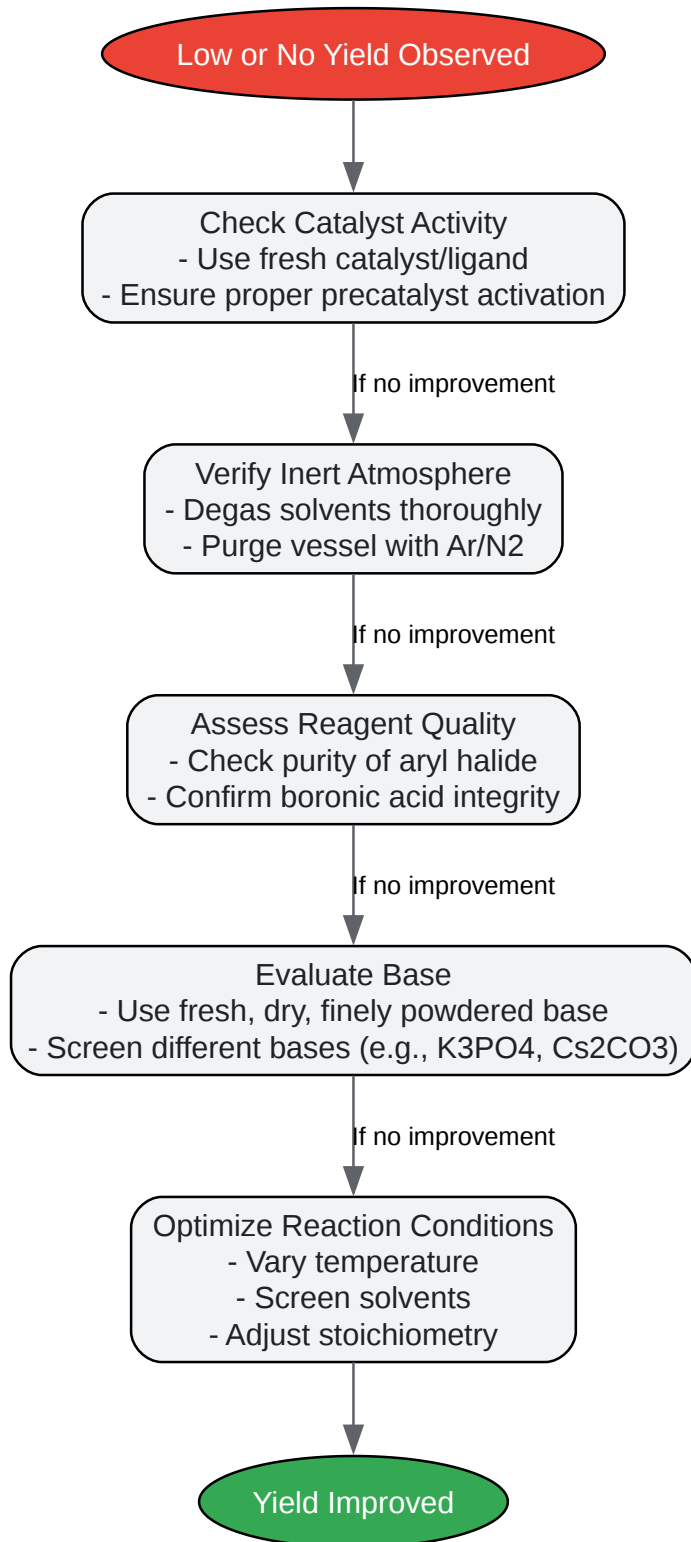 Low or No Yield Observed
Check Catalyst Activity
- Use fresh catalyst/ligand
- Ensure proper precatalyst activation
If no improvement
Verify Inert Atmosphere
- Degas solvents thoroughly
- Purge vessel with Ar/N2
If no improvement
Assess Reagent Quality
- Check purity of aryl halide
- Confirm boronic acid integrity
If no improvement
Evaluate Base
- Use fresh, dry, finely powdered base
- Screen different bases (e.g., K3PO4, Cs2CO3)
If no improvement
Optimize Reaction Conditions
- Vary temperature
- Screen solvents
- Adjust stoichiometry
Yield Improved